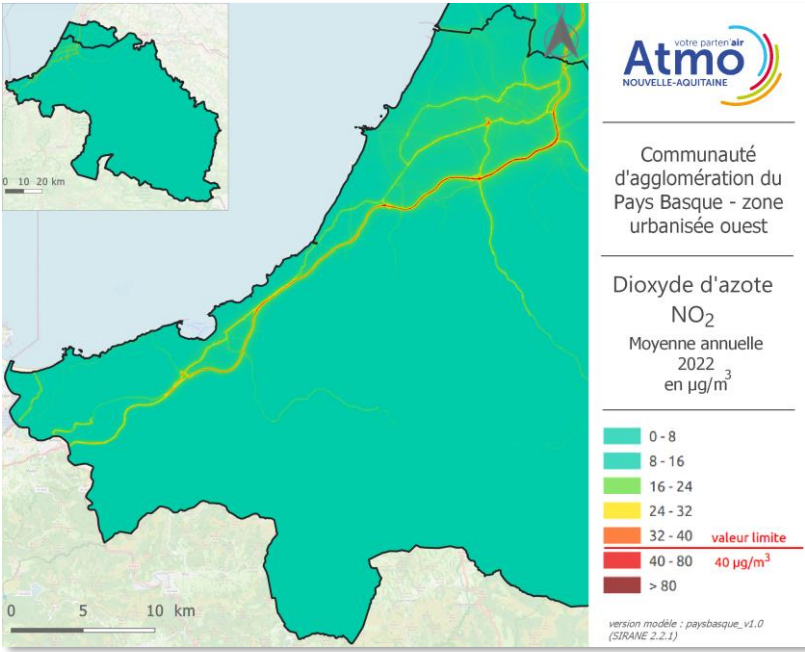 0 10 20 km
0 5 10 km
votre parten'air
Atmo
NOUVELLE-AQUITAINE
Communauté
d'agglomération du
Pays Basque - zone
urbanisée ouest
Dioxyde d'azote
NO₂
Moyenne annuelle
2022
en µg/m³
0 - 8
8 - 16
16 - 24
24 - 32
32 - 40 valeur limite
40 - 80 40 µg/m³
> 80
version modèle : paysbasque_v1.0
(SIRANE 2.2.1)